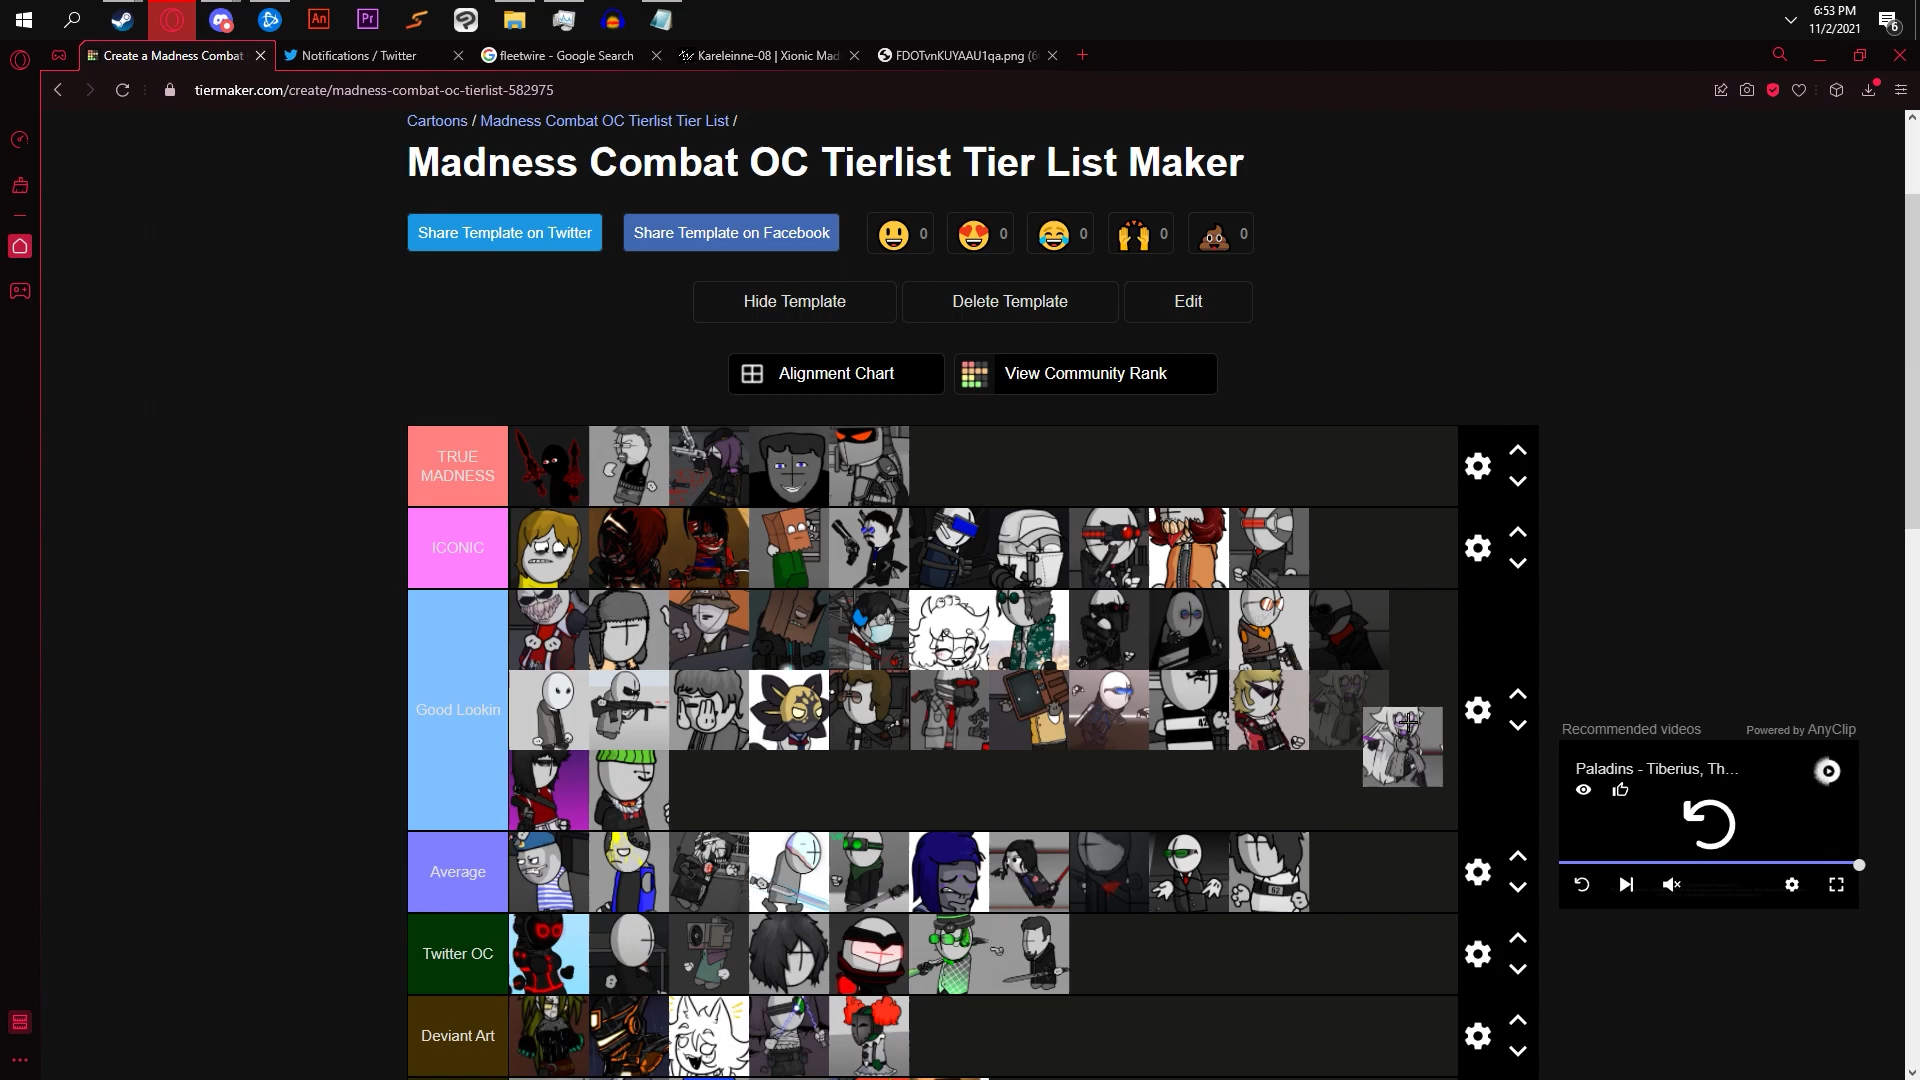 6:53 PM
11/2/2021
6
An
Pr
Create a Madness Combat
Notifications / Twitter
fleetwire - Google Search
Kareleinne-08 | Xionic Mad
FDOTvnKUYAAU1qa.png (6
tiermaker.com/create/madness-combat-oc-tierlist-582975
Cartoons / Madness Combat OC Tierlist Tier List /
Madness Combat OC Tierlist Tier List Maker
Share Template on Twitter
Share Template on Facebook
0
0
0
0
0
Hide Template
Delete Template
Edit
Alignment Chart
View Community Rank
TRUE
MADNESS
ICONIC
Good Lookin
Recommended videos
Powered by AnyClip
Paladins - Tiberius, Th...
Average
Twitter OC
Deviant Art